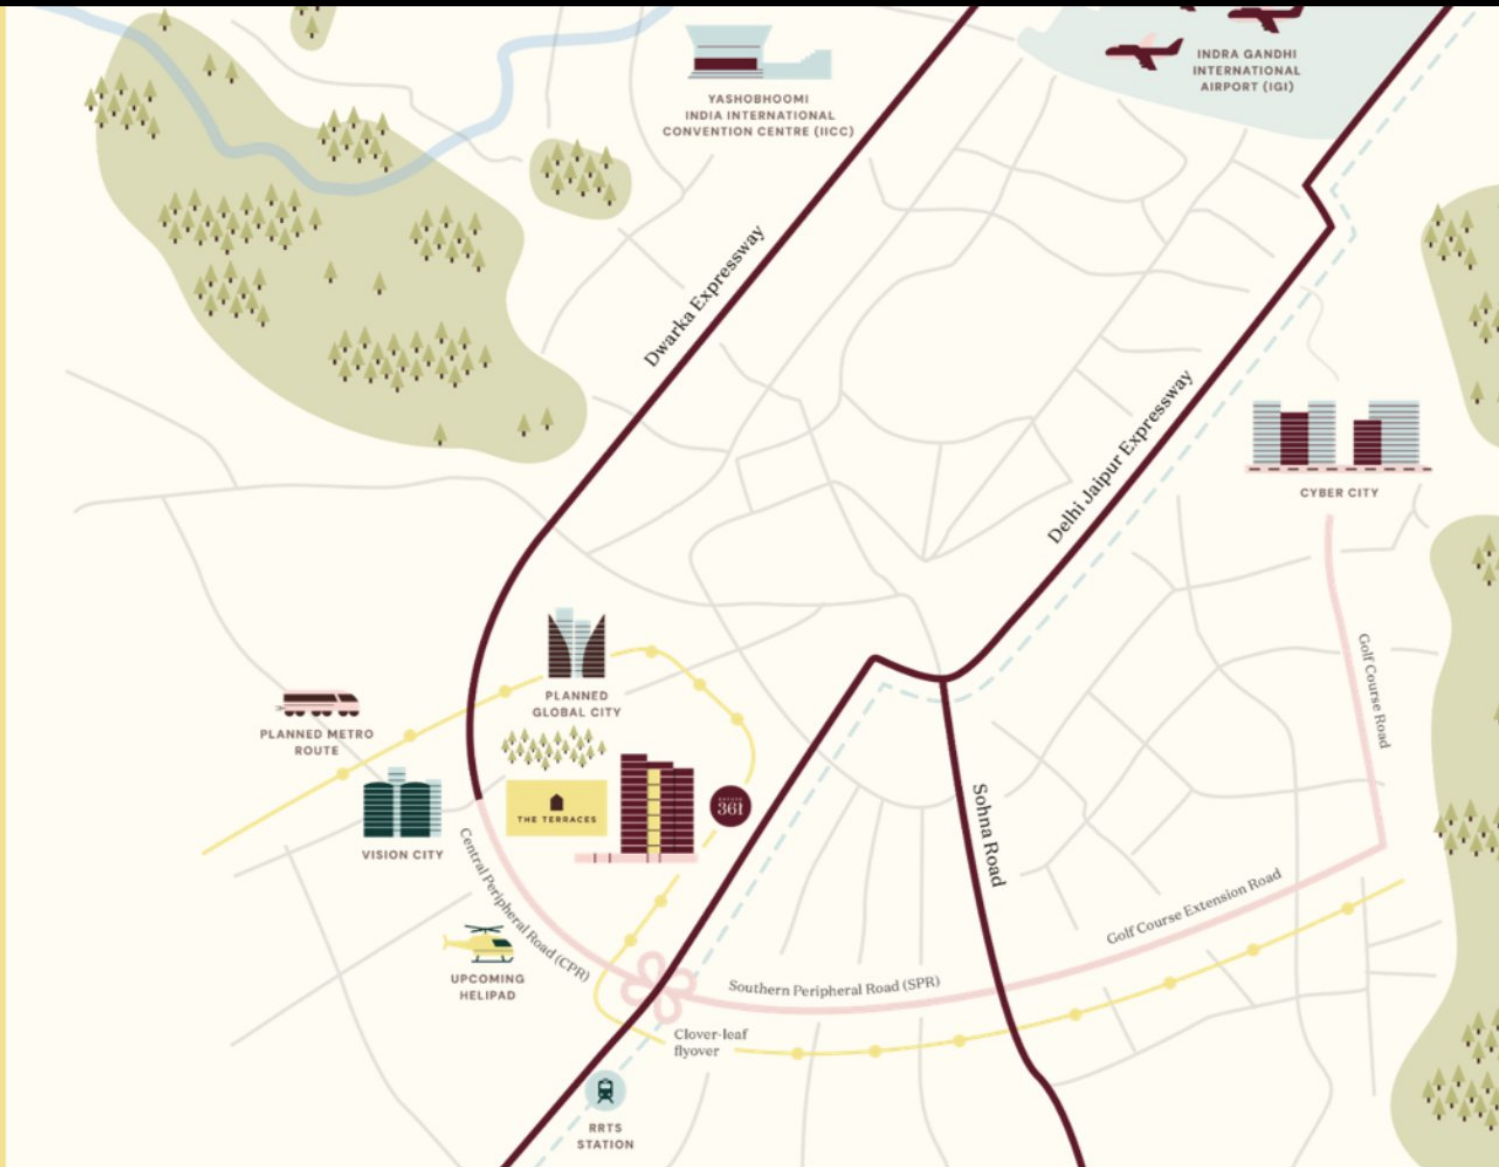 YASHOBHOOMI
INDIA INTERNATIONAL
CONVENTION CENTRE (IICC)
INDRA GANDHI
INTERNATIONAL
AIRPORT (IGI)
Dwarka Expressway
Delhi Jaipur Expressway
CYBER CITY
Golf Course Road
PLANNED
GLOBAL CITY
PLANNED METRO
ROUTE
THE TERRACES
361
VISION CITY
Sohna Road
Central Peripheral Road (CPR)
Golf Course Extension Road
UPCOMING
HELIPAD
Southern Peripheral Road (SPR)
Clover-leaf
flyover
RRTS
STATION